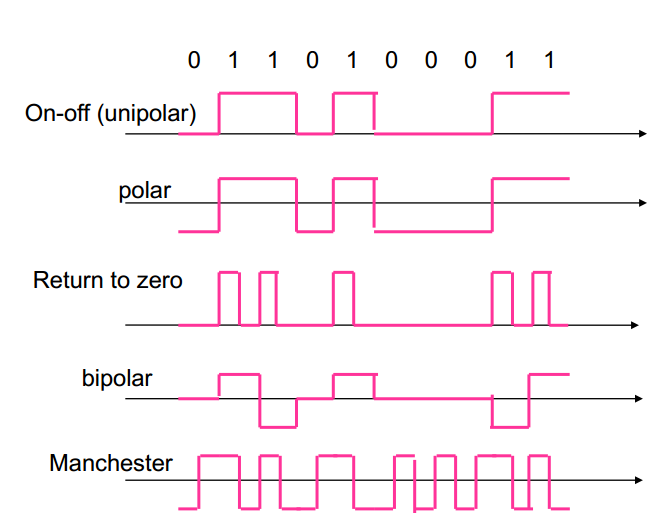 0 1 1 0 1 0 0 0 1 1
On-off (unipolar)
polar
Return to zero
bipolar
Manchester